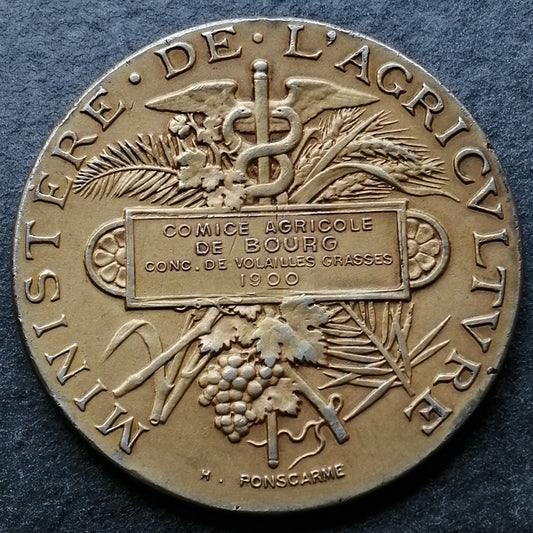 MINISTERE · DE · L'AGRICVLTVRE
COMICE AGRICOLE
DE BOURG
CONC. DE VOLAILLES GRASSES
1900
H. PONSCARME